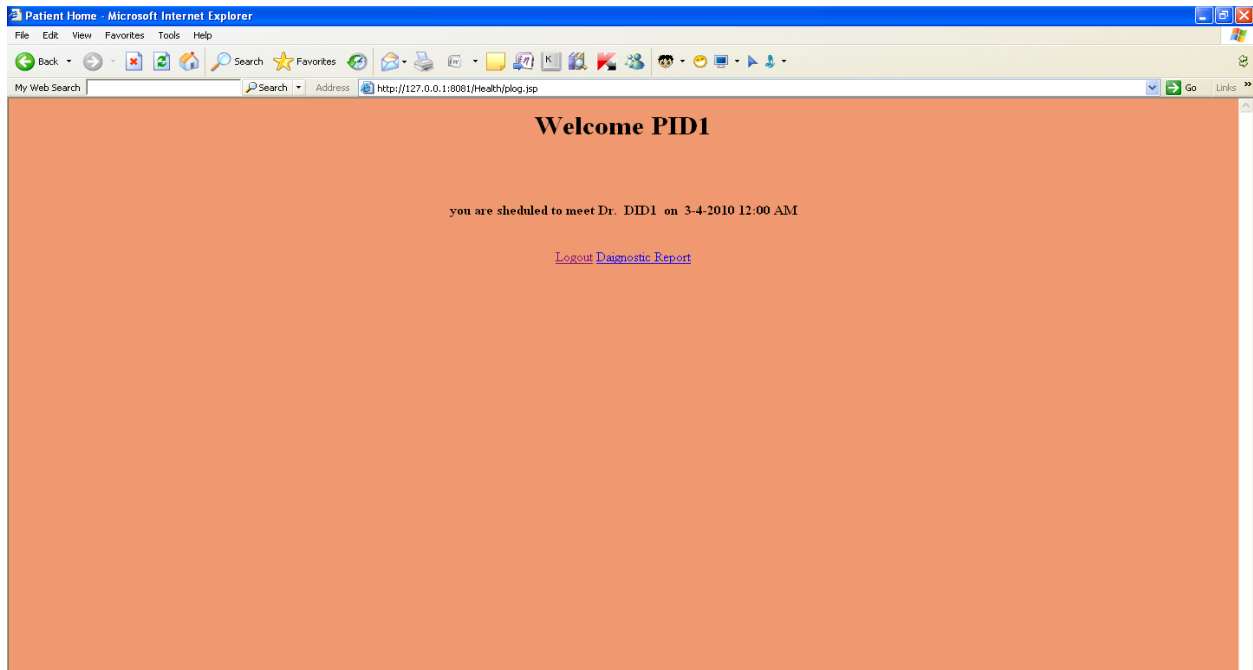 Patient Home - Microsoft Internet Explorer
File Edit View Favorites Tools Help
Back Search Favorites
My Web Search Search Address http://127.0.0.1:8081/Health/plog.jsp Go Links »
Welcome PID1
you are sheduled to meet Dr. DID1 on 3-4-2010 12:00 AM
Logout Daignostic Report